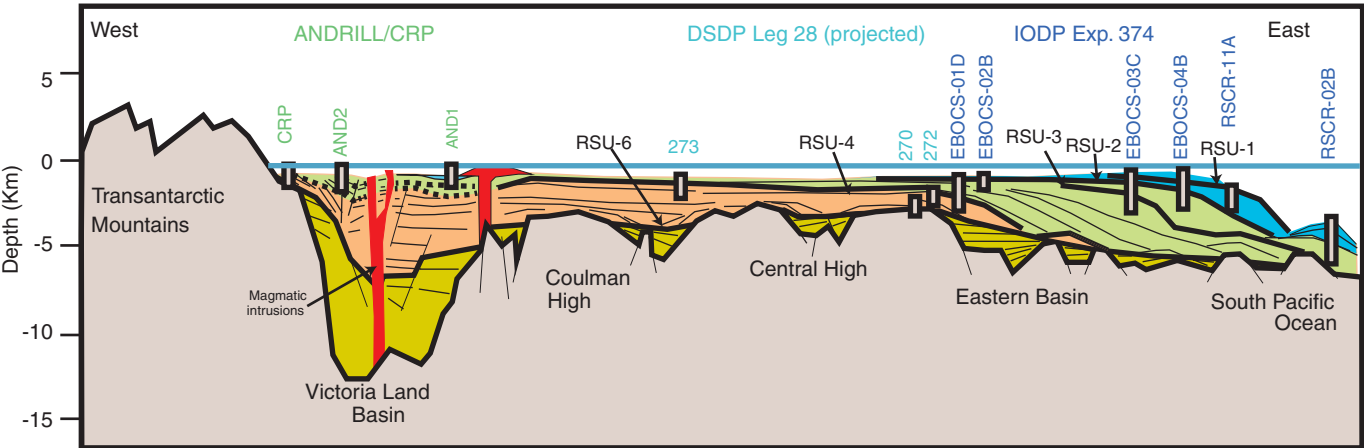 West
ANDRILL/CRP
DSDP Leg 28 (projected)
IODP Exp. 374
East
5
0
-5
-10
-15
Depth (Km)
CRP
AND2
AND1
RSU-6
273
RSU-4
270
272
EBOCS-01D
EBOCS-02B
RSU-3
RSU-2
EBOCS-03C
EBOCS-04B
RSU-1
RSCR-11A
RSCR-02B
Transantarctic
Mountains
Magmatic
intrusions
Victoria Land
Basin
Coulman
High
Central High
Eastern Basin
South Pacific
Ocean